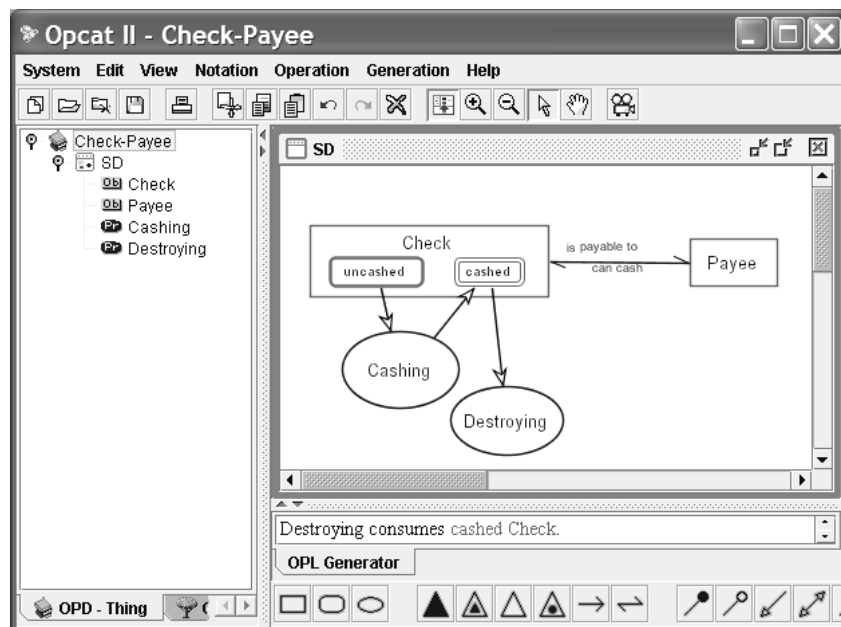 Opcat II - Check-Payee
System Edit View Notation Operation Generation Help
Check-Payee
SD
Obj Check
Obj Payee
Pr Cashing
Pr Destroying
OPD - Thing
SD
Check
uncashed
cashed
is payable to
can cash
Payee
Cashing
Destroying
Destroying consumes cashed Check.
OPL Generator